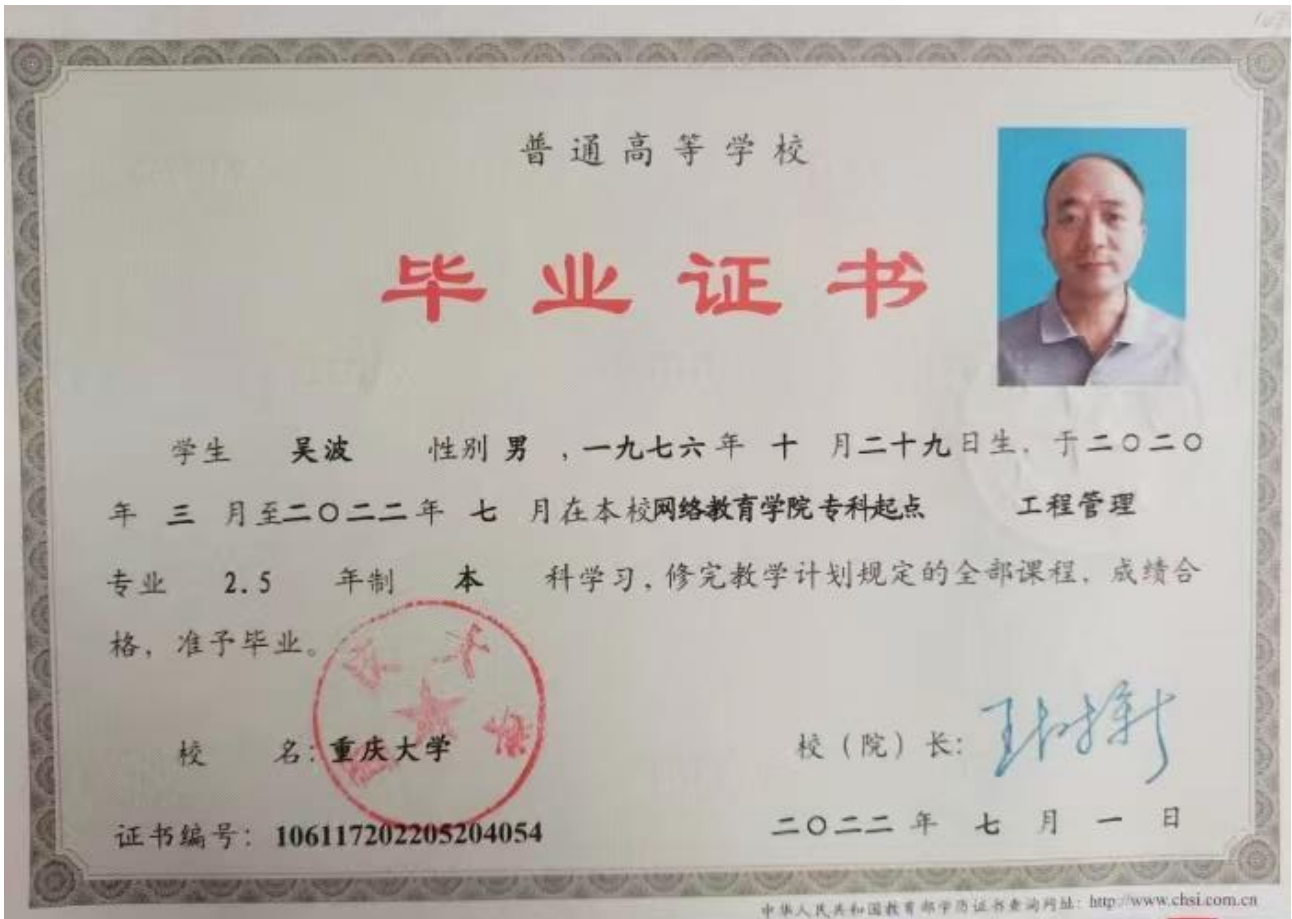 普通高等学校
毕业证书
学生 吴波 性别 男 ，一九七六年 十 月二十九日生，于二〇二〇
年 三 月至二〇二二年 七 月在本校网络教育学院专科起点 工程管理
专业 2.5 年制 本 科学习，修完教学计划规定的全部课程，成绩合
格，准予毕业。
校 名：重庆大学
校（院）长：
证书编号：106117202205204054
二〇二二 年 七 月 一 日
中华人民共和国教育部学历证书查询网址：http://www.chsi.com.cn